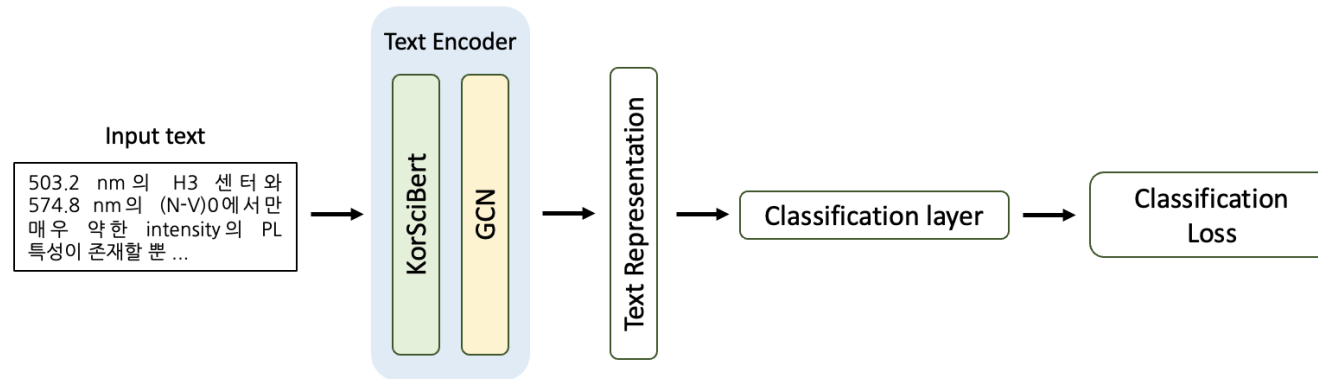 Text Encoder
Input text
503.2 nm의 H3 센터와
574.8 nm의 (N-V)0에서만
매우 약한 intensity의 PL
특성이 존재할 뿐 ...
KorSciBert
GCN
Text Representation
Classification layer
Classification
Loss